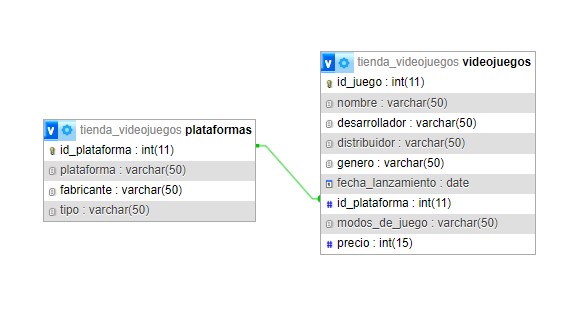 tienda_videojuegos plataformas
id_plataforma : int(11)
plataforma : varchar(50)
fabricante : varchar(50)
tipo : varchar(50)
tienda_videojuegos videojuegos
id_juego : int(11)
nombre : varchar(50)
desarrollador : varchar(50)
distribuidor : varchar(50)
genero : varchar(50)
fecha_lanzamiento : date
# id_plataforma : int(11)
modos_de_juego : varchar(50)
# precio : int(15)